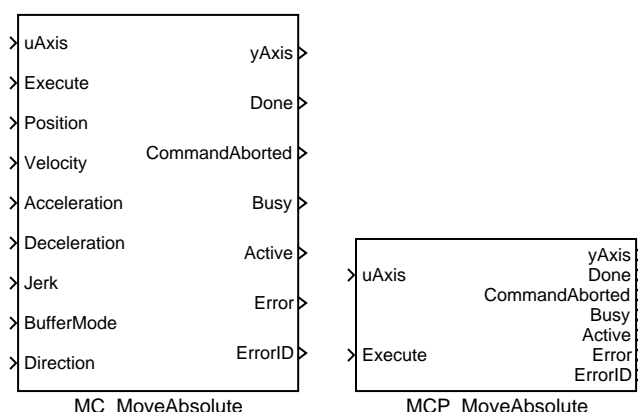 uAxis
Execute
Position
Velocity
Acceleration
Deceleration
Jerk
BufferMode
Direction
yAxis
Done
CommandAborted
Busy
Active
Error
ErrorID
MC_MoveAbsolute
uAxis
Execute
yAxis
Done
CommandAborted
Busy
Active
Error
ErrorID
MCP_MoveAbsolute